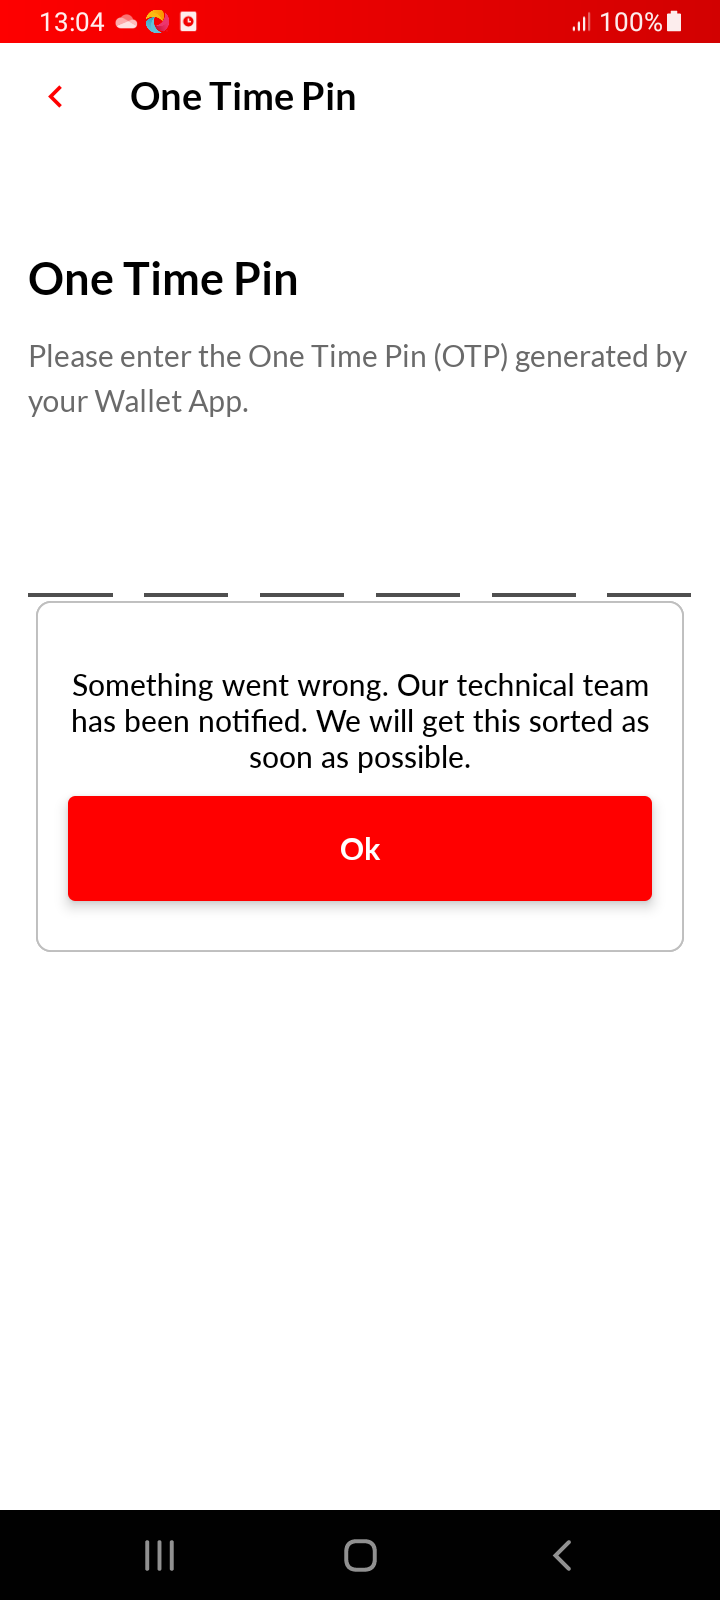 13:04
100%
One Time Pin
One Time Pin
Please enter the One Time Pin (OTP) generated by
your Wallet App.
Something went wrong. Our technical team
has been notified. We will get this sorted as
soon as possible.
Ok